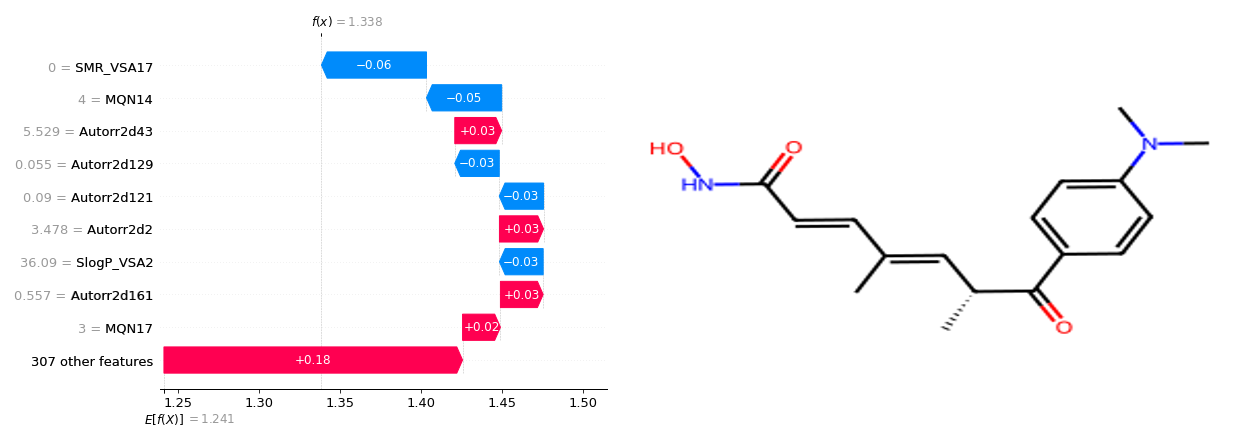 f(x) = 1.338
0 = SMR_VSA17
−0.06
4 = MQN14
−0.05
5.529 = Autorr2d43
+0.03
0.055 = Autorr2d129
−0.03
0.09 = Autorr2d121
−0.03
3.478 = Autorr2d2
+0.03
36.09 = SlogP_VSA2
−0.03
0.557 = Autorr2d161
+0.03
3 = MQN17
+0.02
307 other features
+0.18
1.25 1.30 1.35 1.40 1.45 1.50
E[f(X)] = 1.241
HO
HN
O
N
O